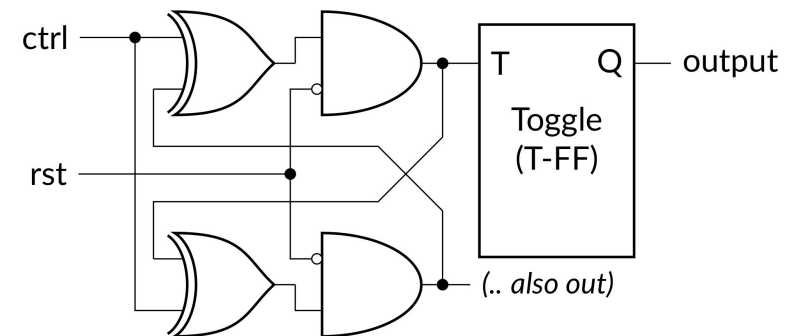 ctrl
T
Q
output
Toggle
(T-FF)
rst
(.. also out)